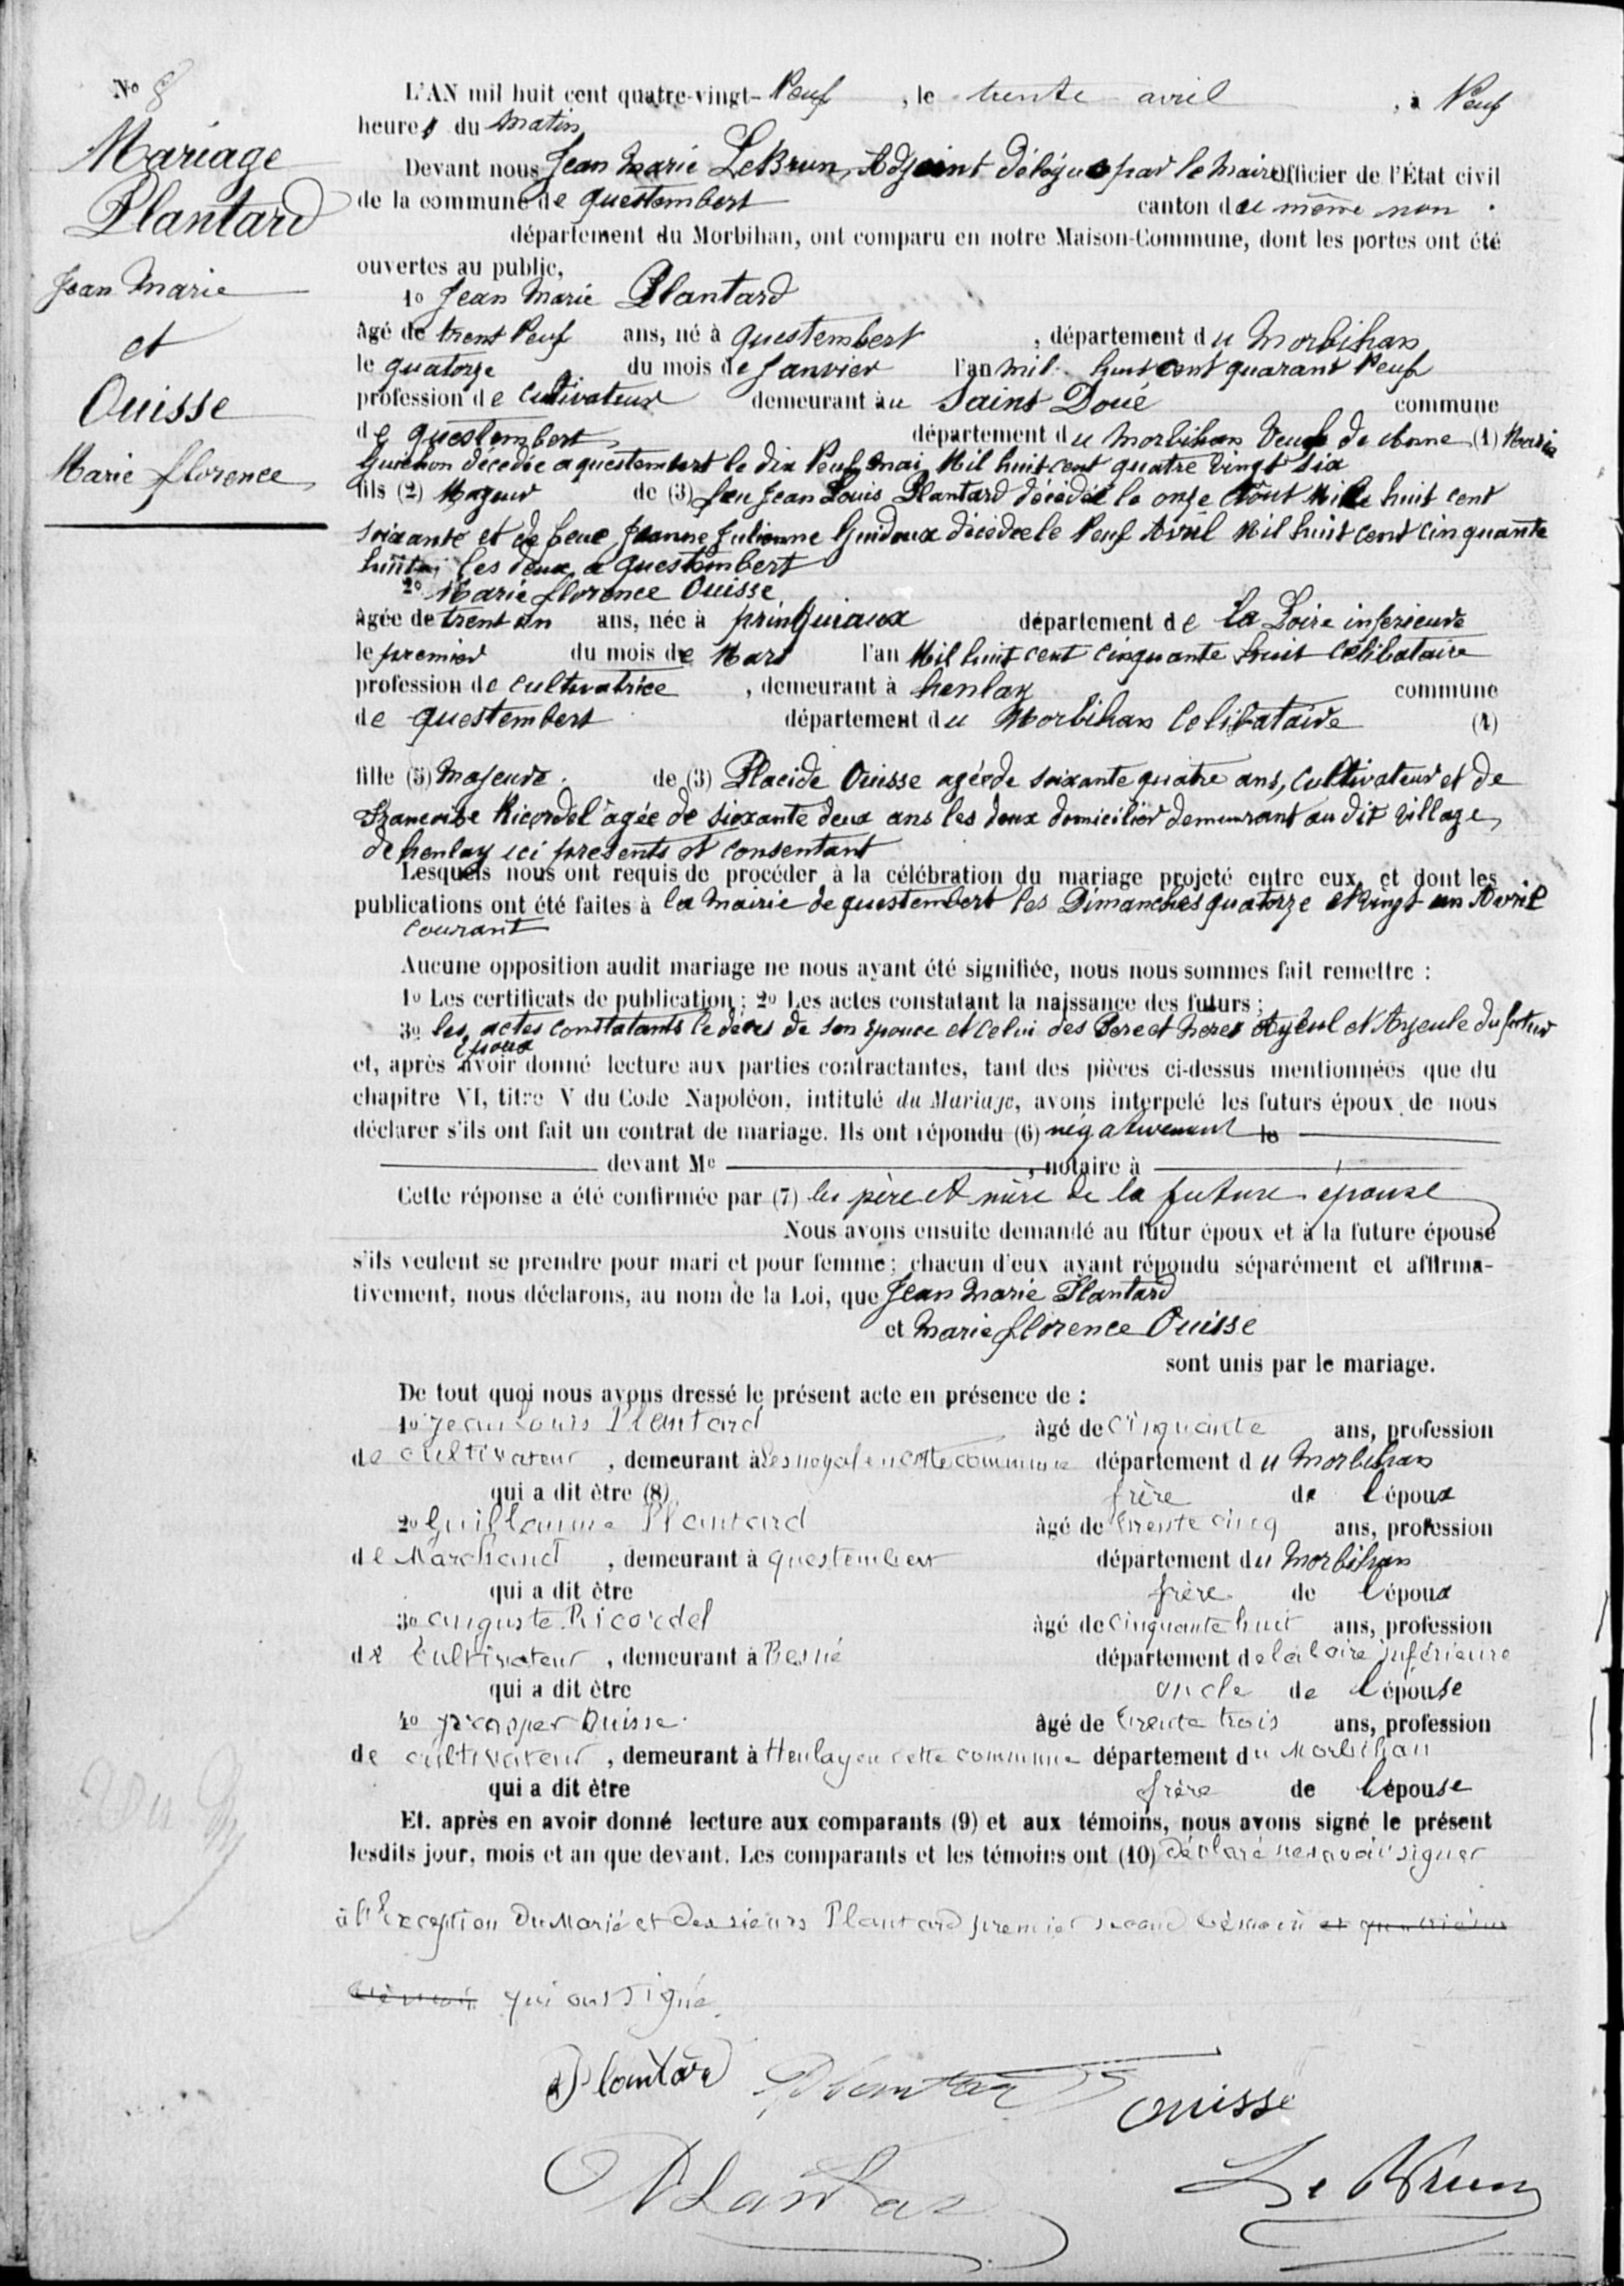 No 8
Mariage
Plantard
Jean Marie
et
Ouisse
Marie florence
L'AN mil huit cent quatre-vingt-Neuf, le trente avril, à Neuf
heures du Matin
Devant nous Jean Marie LeBrun, Adjoint délégué par le Maire Officier de l'État civil
de la commune de questembert canton du même nom.
département du Morbihan, ont comparu en notre Maison-Commune, dont les portes ont été
ouvertes au public,
1o Jean Marie Plantard
âgé de trent Neuf ans, né à questembert, département du Morbihan
le quatorze du mois de Janvier l'an mil huit cent quarant Neuf
profession de Cultivateur demeurant au Saint Doué commune
de questembert département du Morbihan Veuf de Anne (1) Maria
Guichon décédée a questembert le dix Neuf mai Mil huit cent quatre Vingt Six
fils (2) Mageur de (3) feu Jean Louis Plantard décédé le onze Aout Mille huit cent
soixante et de feue Jeanne Julienne Guidoux décédée le Neuf Avril Mil huit cent cinquante
huit les deux a questembert
2o Marie florence Ouisse
âgée de trent un ans, née à prinquiaux département de La Loire inferieure
le premier du mois de Mars l'an Mil huit cent cinquante huit Célibataire
profession de Cultivatrice, demeurant à henlay commune
de questembert département du Morbihan Celibataire (4)
fille (5) majeure. de (3) Placide Ouisse agé de soixante quatre ans, Cultivateur et de
Francoise Ricordel agée de sioxante deux ans les deux domiciliés demeurant au dit village
de henlay ici presents et consentant
Lesquels nous ont requis de procéder à la célébration du mariage projeté entre eux, et dont les
publications ont été faites à la Mairie de questembert les Dimanches quatorze et Vingt un Avril
Courant
Aucune opposition audit mariage ne nous ayant été signifiée, nous nous sommes fait remettre :
1o Les certificats de publication ; 2o Les actes constatant la naissance des futurs ;
3o les actes constatants le déces de son Epouce et Celui des Pere et Meres Ayeul et Ayeule du futur
Epoux
et, après avoir donné lecture aux parties contractantes, tant des pièces ci-dessus mentionnées que du
chapitre VI, titre V du Code Napoléon, intitulé du Mariage, avons interpelé les futurs époux de nous
déclarer s'ils ont fait un contrat de mariage. Ils ont répondu (6) négativement le
devant Me, notaire à
Cette réponse a été confirmée par (7) les père et mère de la future épouse
Nous avons ensuite demandé au futur époux et à la future épouse
s'ils veulent se prendre pour mari et pour femme ; chacun d'eux ayant répondu séparément et affirma-
tivement, nous déclarons, au nom de la Loi, que Jean Marie Plantard
et Marie florence Ouisse
sont unis par le mariage.
De tout quoi nous avons dressé le présent acte en présence de :
1o Jean Louis Plantard âgé de cinquante ans, profession
de cultivateur, demeurant à en cette commune département du Morbihan
qui a dit être (8) frère de l'époux
2o Guillaume Plantard âgé de trente cinq ans, profession
de Marchand, demeurant à questembert département du Morbihan
qui a dit être frère de l'époux
3o auguste Ricordel âgé de cinquante huit ans, profession
de Cultivateur, demeurant à Besné département de la Loire inférieure
qui a dit être oncle de l'épouse
4o prosper Ouisse âgé de trente trois ans, profession
de cultivateur, demeurant à Henlay en cette commune département du Morbihan
qui a dit être frère de l'épouse
Et, après en avoir donné lecture aux comparants (9) et aux témoins, nous avons signé le présent
lesdits jour, mois et an que devant. Les comparants et les témoins ont (10) déclaré ne savoir signer
à l'Exception Du Marié et des sieurs Plantard premier second témoin et quatrième
témoin qui ont signé.
Plantard Plantard Ouisse
Plantar Le Brun